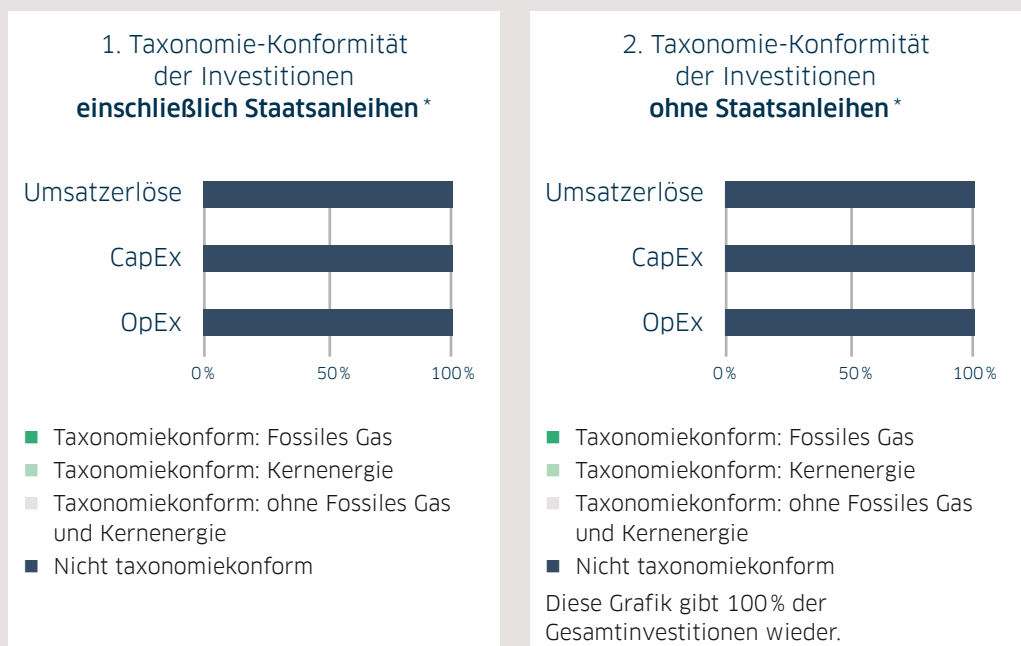 1. Taxonomie-Konformität
der Investitionen
einschließlich Staatsanleihen*
Umsatzerlöse
CapEx
OpEx
0%
50%
100%
Taxonomiekonform: Fossiles Gas
Taxonomiekonform: Kernenergie
Taxonomiekonform: ohne Fossiles Gas
und Kernenergie
Nicht taxonomiekonform
2. Taxonomie-Konformität
der Investitionen
ohne Staatsanleihen*
Umsatzerlöse
CapEx
OpEx
0%
50%
100%
Taxonomiekonform: Fossiles Gas
Taxonomiekonform: Kernenergie
Taxonomiekonform: ohne Fossiles Gas
und Kernenergie
Nicht taxonomiekonform
Diese Grafik gibt 100% der
Gesamtinvestitionen wieder.